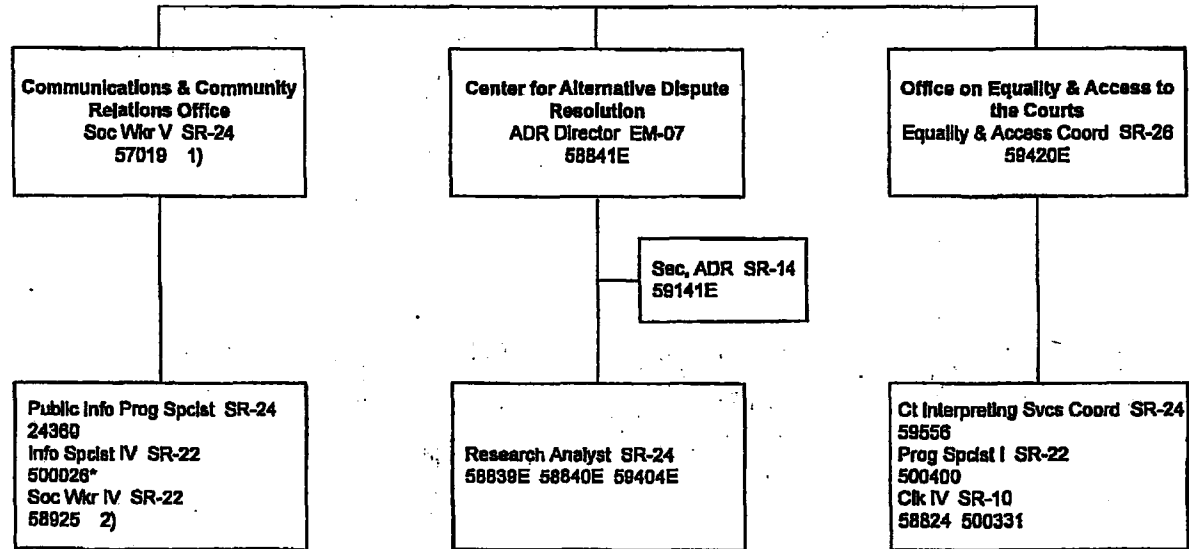 Communications & Community
Relations Office
Soc Wkr V SR-24
57019 1)
Center for Alternative Dispute
Resolution
ADR Director EM-07
58841E
Office on Equality & Access to
the Courts
Equality & Access Coord SR-26
59420E
Sec, ADR SR-14
59141E
Public Info Prog Spclst SR-24
24360
Info Spclst IV SR-22
500026*
Soc Wkr IV SR-22
58925 2)
Research Analyst SR-24
58839E 58840E 59404E
Ct Interpreting Svcs Coord SR-24
59556
Prog Spclst I SR-22
500400
Clk IV SR-10
58824 500331